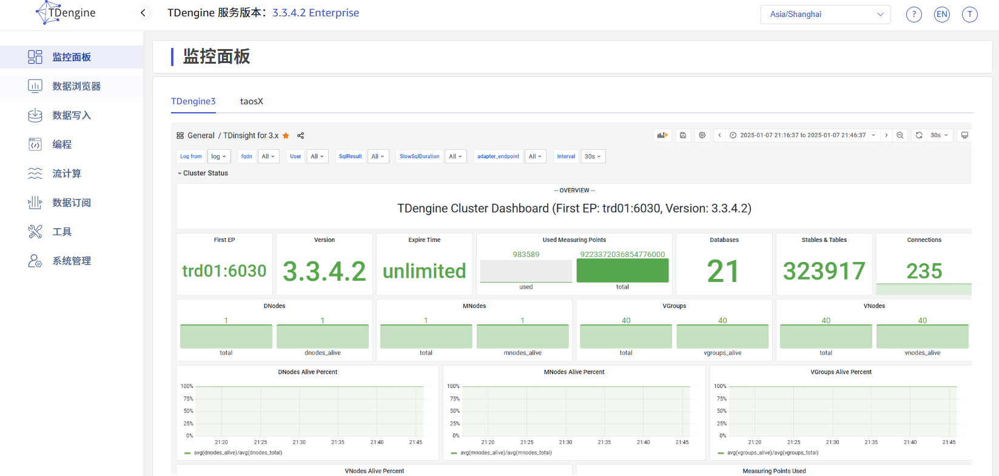 TDengine
TDengine 服务版本： 3.3.4.2 Enterprise
Asia/Shanghai
?
EN
T
监控面板
数据浏览器
数据写入
编程
流计算
数据订阅
工具
系统管理
监控面板
TDengine3 taosX
General / TDinsight for 3.x
2025-01-07 21:16:37 to 2025-01-07 21:46:37
30s
Log from log fqdn All User All SqlResult All SlowSqlDuration All adapter_endpoint All Interval 30s
Cluster Status
-- OVERVIEW --
TDengine Cluster Dashboard (First EP: trd01:6030, Version: 3.3.4.2)
First EP
trd01:6030
Version
3.3.4.2
Expire Time
unlimited
Used Measuring Points
983589 9223372036854776000
used total
Databases
21
Stables & Tables
323917
Connections
235
DNodes
1 1
total dnodes_alive
MNodes
1 1
total mnodes_alive
VGroups
40 40
total vgroups_alive
VNodes
40 40
total vnodes_alive
DNodes Alive Percent
100%
75%
50%
25%
0%
21:20 21:25 21:30 21:35 21:40 21:45
avg(dnodes_alive)/avg(dnodes_total)
MNodes Alive Percent
100%
75%
50%
25%
0%
21:20 21:25 21:30 21:35 21:40 21:45
avg(mnodes_alive)/avg(mnodes_total)
VGroups Alive Percent
100%
75%
50%
25%
0%
21:20 21:25 21:30 21:35 21:40 21:45
avg(vgroups_alive)/avg(vgroups_total)
VNodes Alive Percent
Measuring Points Used